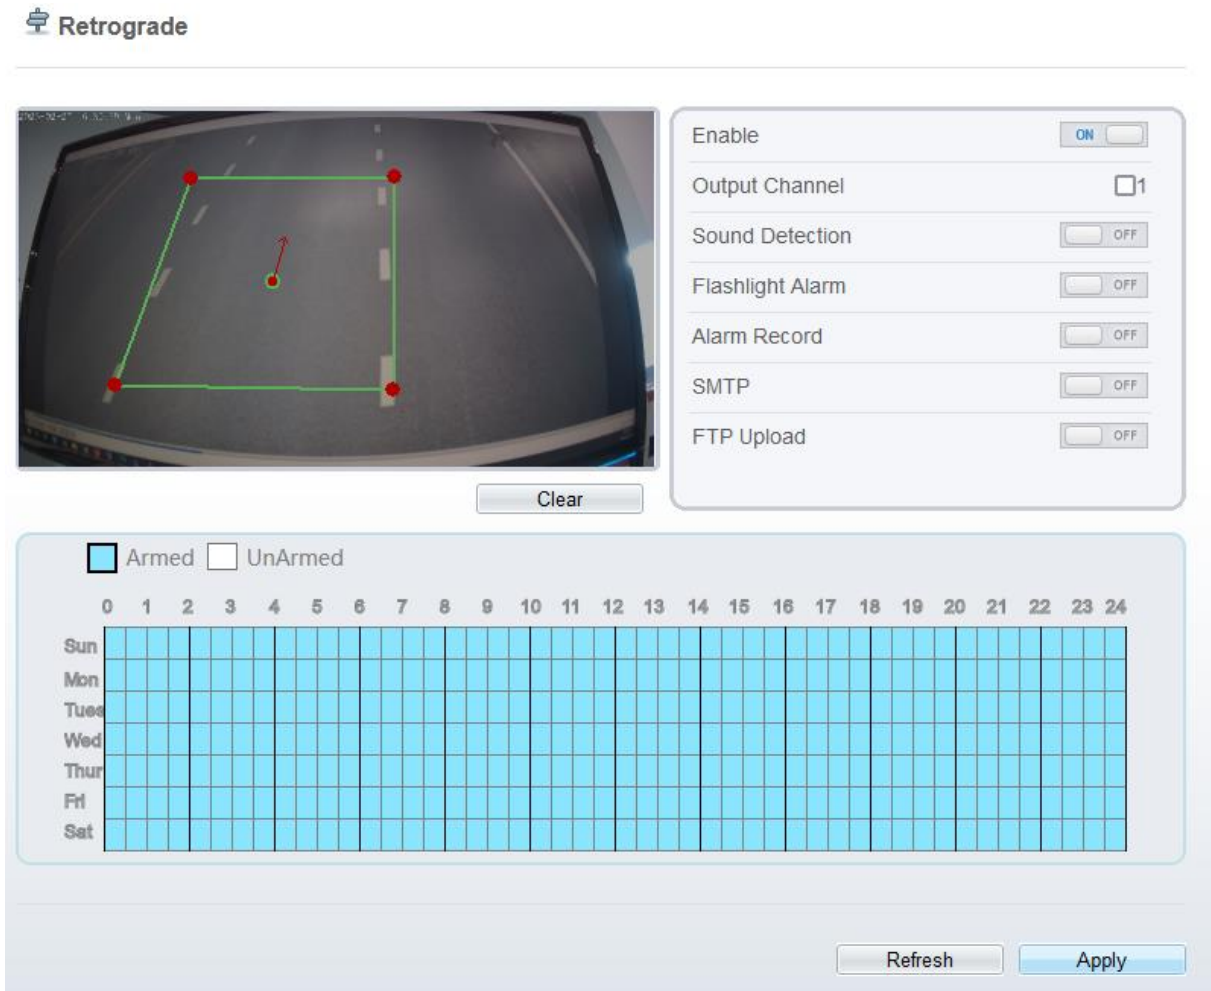 Retrograde
Enable ON
Output Channel 1
Sound Detection OFF
Flashlight Alarm OFF
Alarm Record OFF
SMTP OFF
FTP Upload OFF
Clear
Armed UnArmed
0 1 2 3 4 5 6 7 8 9 10 11 12 13 14 15 16 17 18 19 20 21 22 23 24
Sun
Mon
Tues
Wed
Thur
Fri
Sat
Refresh Apply